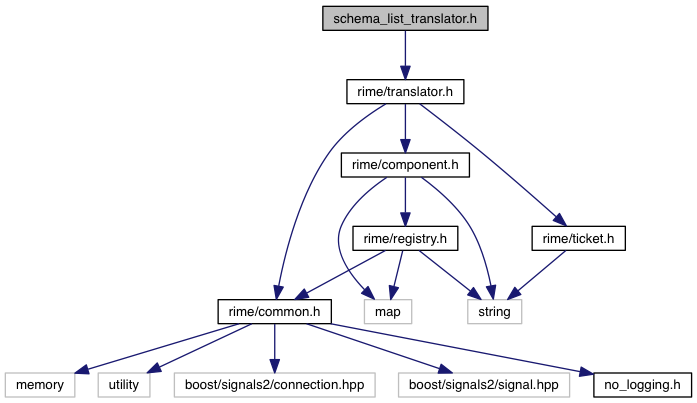 schema_list_translator.h
rime/translator.h
rime/component.h
rime/registry.h
rime/ticket.h
rime/common.h
map
string
memory
utility
boost/signals2/connection.hpp
boost/signals2/signal.hpp
no_logging.h